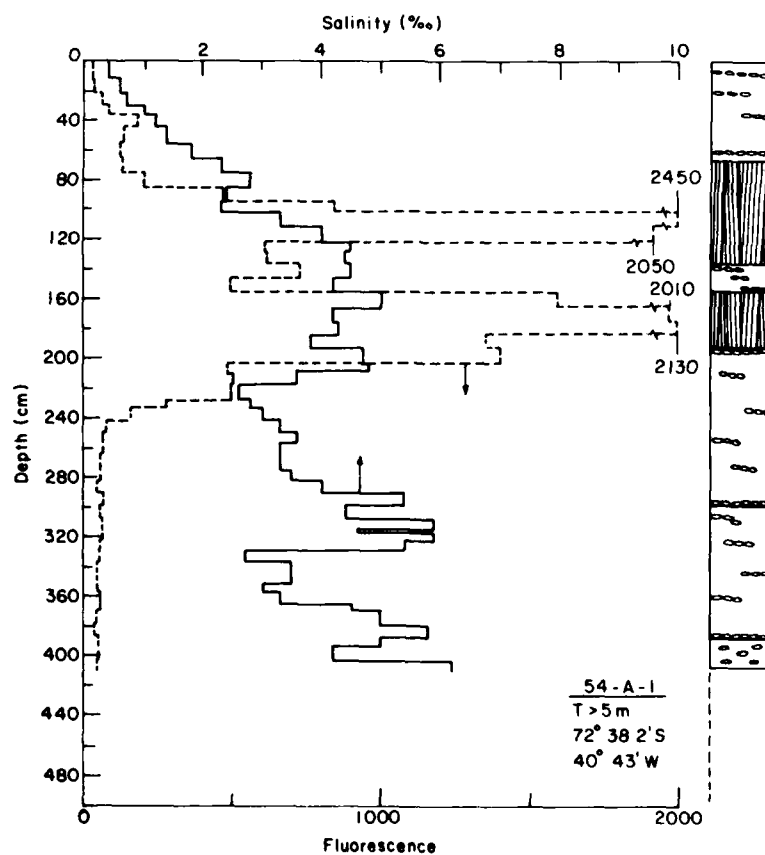 Salinity (‰)
0 2 4 6 8 10
0
40
80
120
160
200
240
280
320
360
400
440
480
Depth (cm)
2450
2050
2010
2130
54-A-1
T > 5 m
72° 38 2' S
40° 43' W
0 1000 2000
Fluorescence